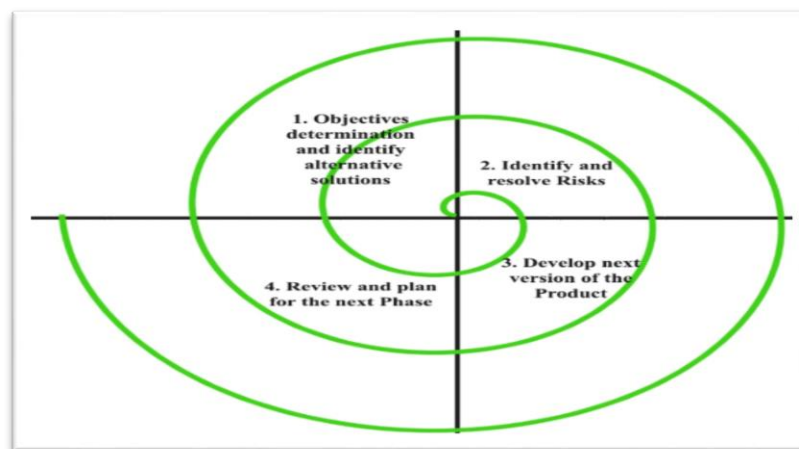 1. Objectives
determination
and identify
alternative
solutions
2. Identify and
resolve Risks
3. Develop next
version of the
Product
4. Review and plan
for the next Phase